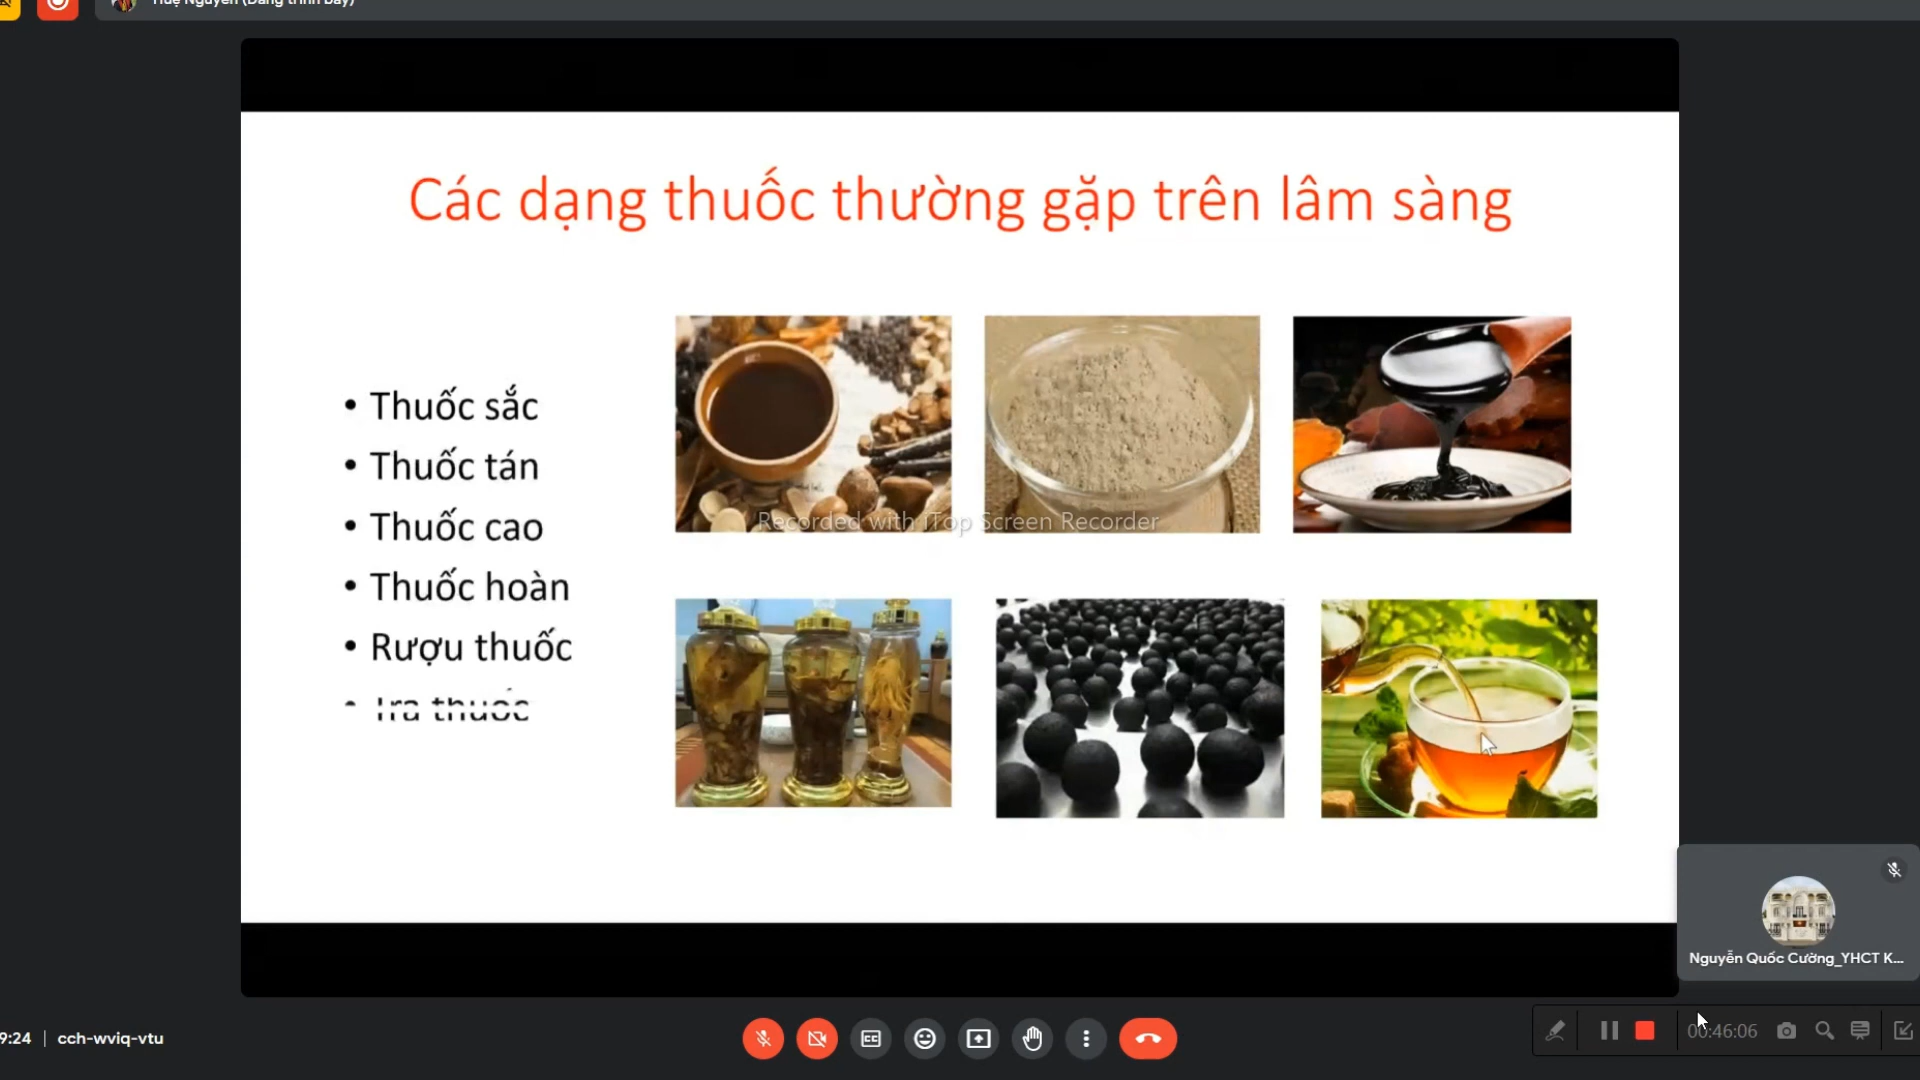 Huệ Nguyễn (Đang trình bày)
Các dạng thuốc thường gặp trên lâm sàng
• Thuốc sắc
• Thuốc tán
• Thuốc cao
• Thuốc hoàn
• Rượu thuốc
• Trà thuốc
Recorded with iTop Screen Recorder
Nguyễn Quốc Cường_YHCT K...
9:24 | cch-wviq-vtu
00:46:06